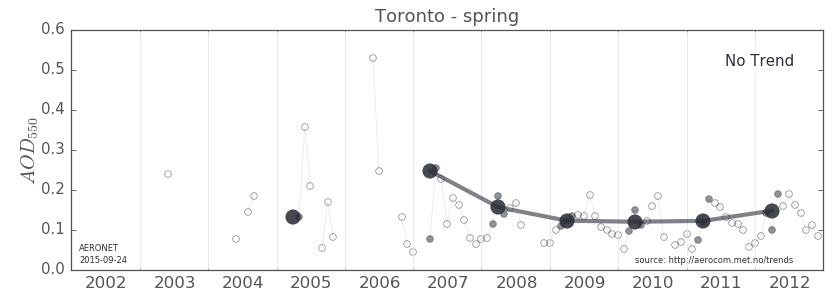 Toronto - spring
0.6
0.5
0.4
0.3
0.2
0.1
0.0
AOD550
No Trend
AERONET
2015-09-24
source: http://aerocom.met.no/trends
2002 2003 2004 2005 2006 2007 2008 2009 2010 2011 2012